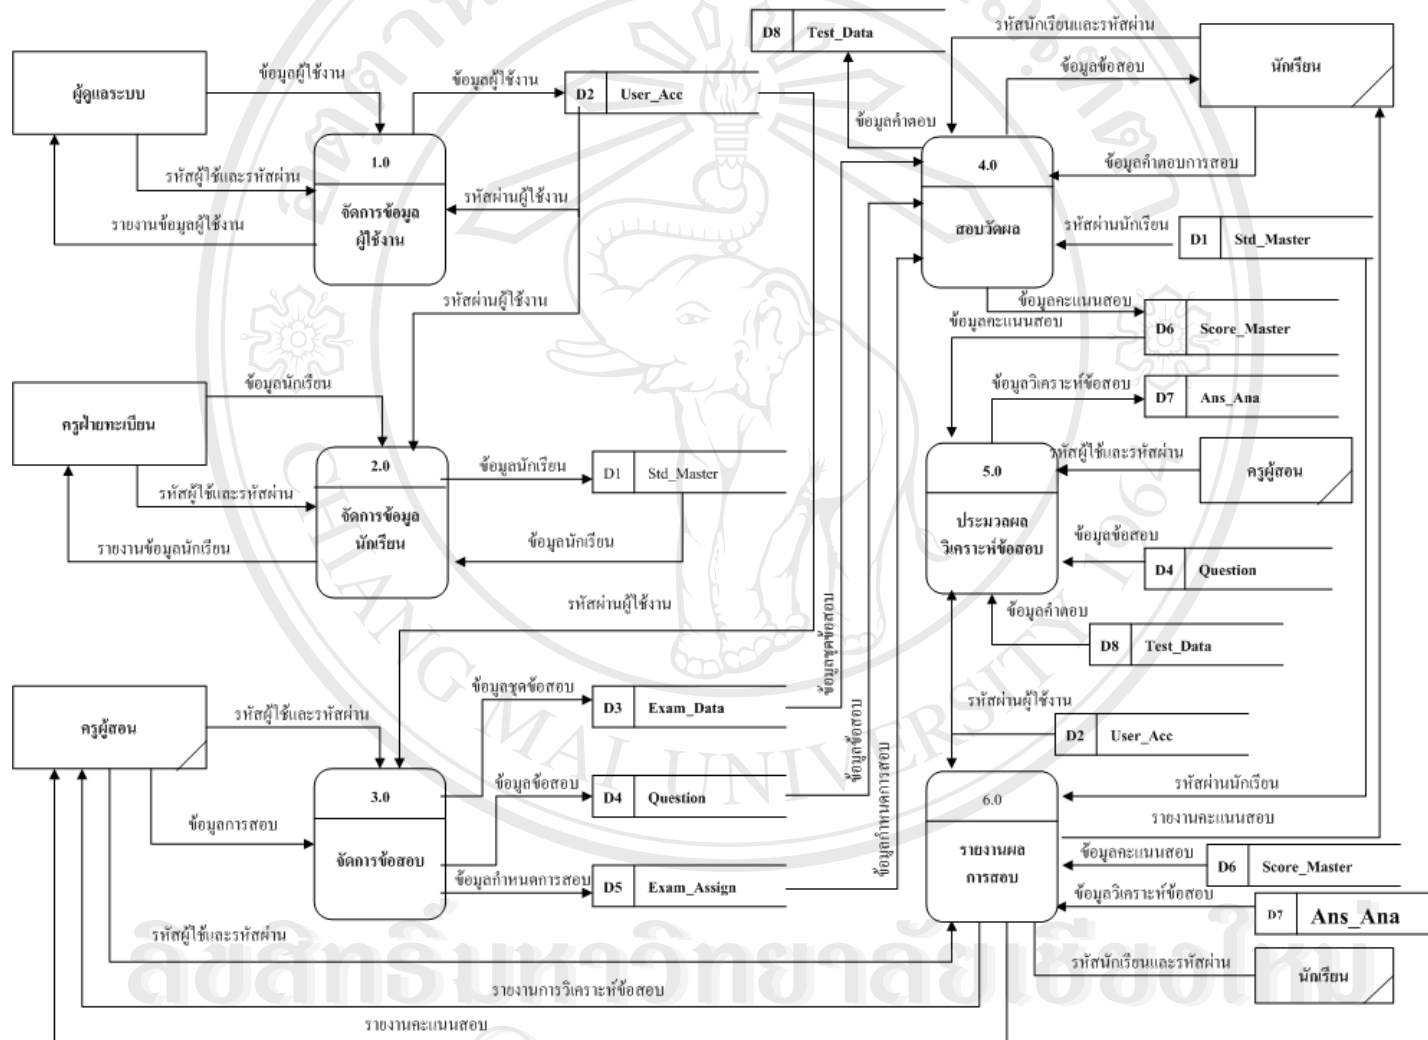 D8 Test_Data
รหัสนักเรียนและรหัสผ่าน
นักเรียน
ข้อมูลข้อสอบ
ผู้ดูแลระบบ
ข้อมูลผู้ใช้งาน
ข้อมูลผู้ใช้งาน
D2 User_Acc
ข้อมูลคำตอบ
1.0
จัดการข้อมูล
ผู้ใช้งาน
รหัสผู้ใช้และรหัสผ่าน
รายงานข้อมูลผู้ใช้งาน
รหัสผ่านผู้ใช้งาน
4.0
สอบวัดผล
ข้อมูลคำตอบการสอบ
รหัสผ่านนักเรียน
D1 Std_Master
รหัสผ่านผู้ใช้งาน
ข้อมูลคะแนนสอบ
ข้อมูลคะแนนสอบ
D6 Score_Master
ข้อมูลวิเคราะห์ข้อสอบ
D7 Ans_Ana
ครูฝ่ายทะเบียน
ข้อมูลนักเรียน
2.0
จัดการข้อมูล
นักเรียน
รหัสผู้ใช้และรหัสผ่าน
รายงานข้อมูลนักเรียน
ข้อมูลนักเรียน
D1 Std_Master
ข้อมูลนักเรียน
5.0
ประมวลผล
วิเคราะห์ข้อสอบ
รหัสผู้ใช้และรหัสผ่าน
ครูผู้สอน
ข้อมูลข้อสอบ
D4 Question
ข้อมูลคำตอบ
D8 Test_Data
รหัสผ่านผู้ใช้งาน
ข้อมูลชุดข้อสอบ
ข้อมูลข้อสอบ
ข้อมูลกำหนดการสอบ
รหัสผ่านผู้ใช้งาน
D2 User_Acc
ครูผู้สอน
รหัสผู้ใช้และรหัสผ่าน
ข้อมูลการสอบ
3.0
จัดการข้อสอบ
ข้อมูลชุดข้อสอบ
D3 Exam_Data
ข้อมูลข้อสอบ
D4 Question
ข้อมูลกำหนดการสอบ
D5 Exam_Assign
6.0
รายงานผล
การสอบ
รหัสผ่านนักเรียน
รายงานคะแนนสอบ
ข้อมูลคะแนนสอบ
D6 Score_Master
ข้อมูลวิเคราะห์ข้อสอบ
D7 Ans_Ana
รหัสนักเรียนและรหัสผ่าน
นักเรียน
รหัสผู้ใช้และรหัสผ่าน
รายงานการวิเคราะห์ข้อสอบ
รายงานคะแนนสอบ
CHIANG MAI UNIVERSITY 1964
ลิขสิทธิ์มหาวิทยาลัยเชียงใหม่